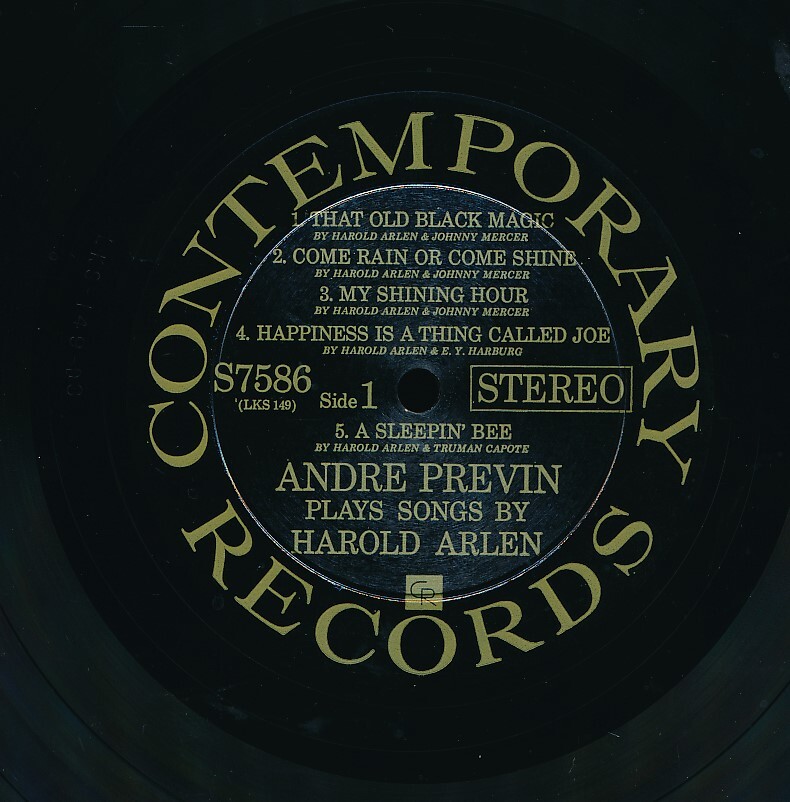 CONTEMPORARY
1. THAT OLD BLACK MAGIC
BY HAROLD ARLEN & JOHNNY MERCER
2. COME RAIN OR COME SHINE
BY HAROLD ARLEN & JOHNNY MERCER
3. MY SHINING HOUR
BY HAROLD ARLEN & JOHNNY MERCER
4. HAPPINESS IS A THING CALLED JOE
BY HAROLD ARLEN & E. Y. HARBURG
S7586
(LKS 149)
Side 1
STEREO
5. A SLEEPIN' BEE
BY HAROLD ARLEN & TRUMAN CAPOTE
ANDRE PREVIN
PLAYS SONGS BY
HAROLD ARLEN
CR
RECORDS